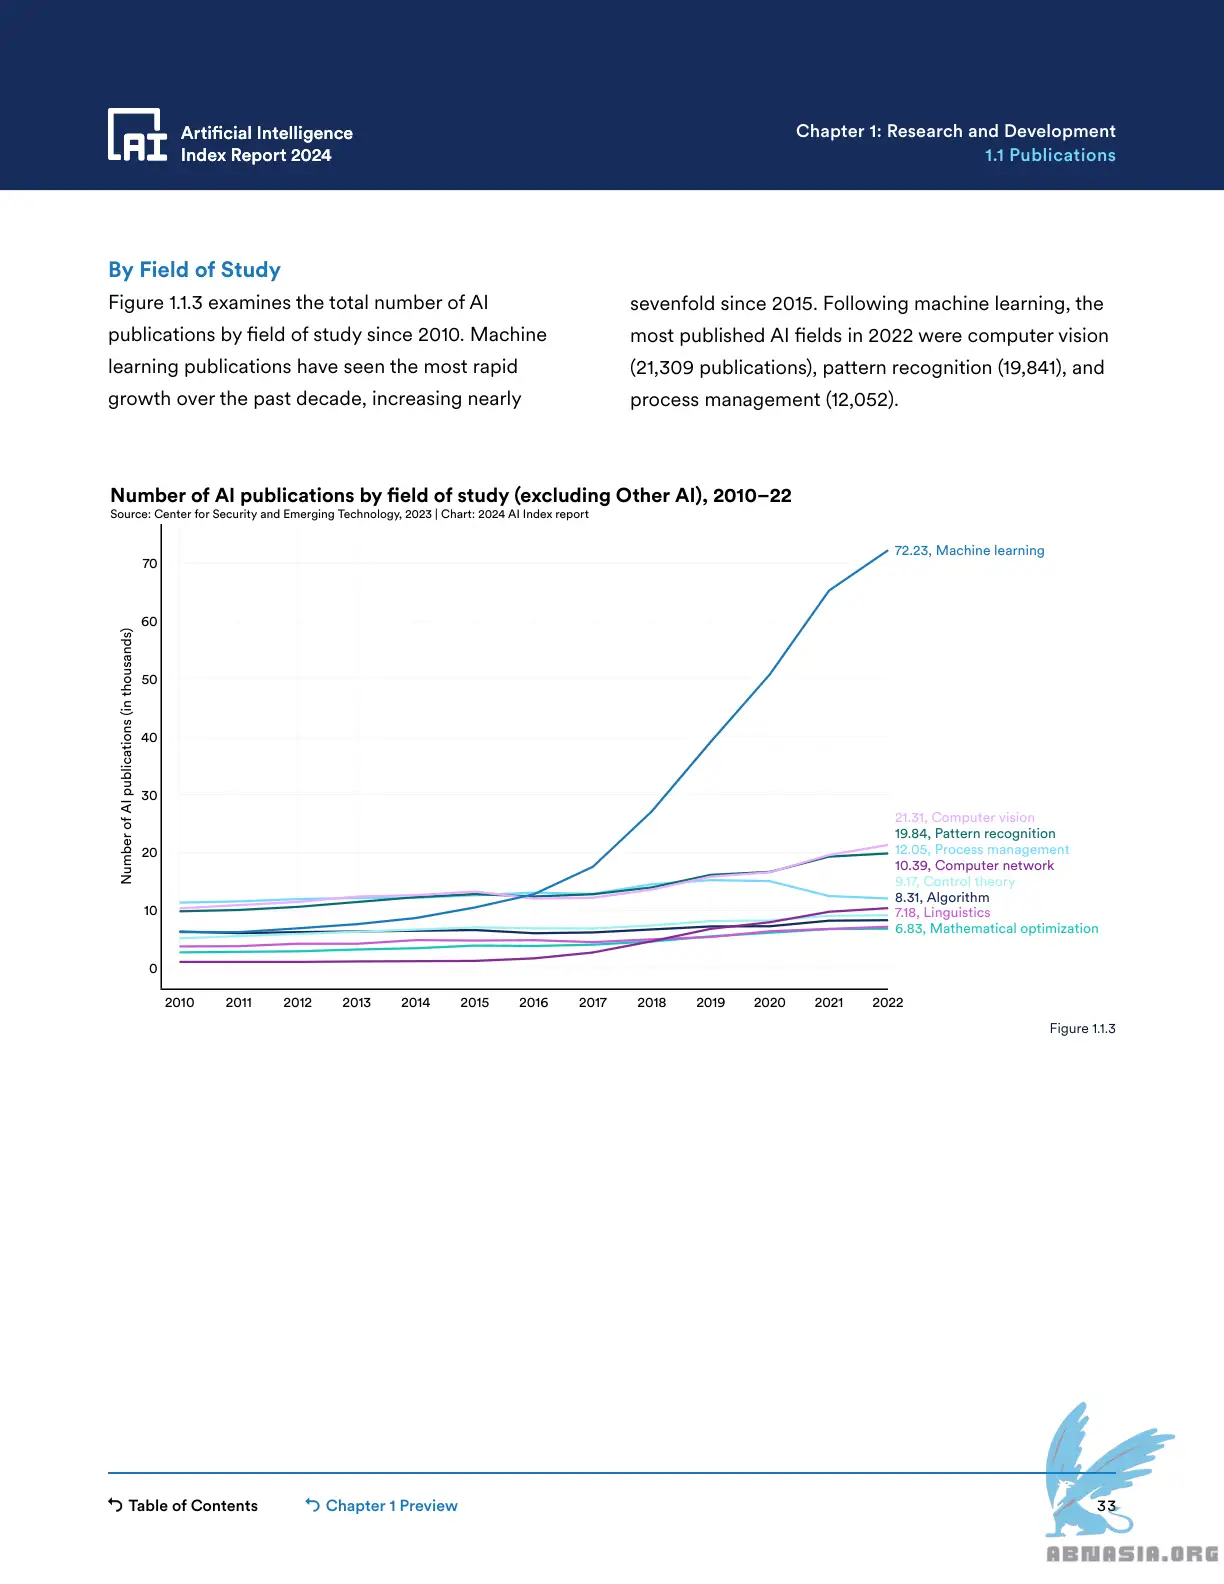 Artificial Intelligence
Index Report 2024
Chapter 1: Research and Development
1.1 Publications
By Field of Study
Figure 1.1.3 examines the total number of AI
publications by field of study since 2010. Machine
learning publications have seen the most rapid
growth over the past decade, increasing nearly
sevenfold since 2015. Following machine learning, the
most published AI fields in 2022 were computer vision
(21,309 publications), pattern recognition (19,841), and
process management (12,052).
Number of AI publications by field of study (excluding Other AI), 2010–22
Source: Center for Security and Emerging Technology, 2023 | Chart: 2024 AI Index report
Number of AI publications (in thousands)
70
60
50
40
30
20
10
0
72.23, Machine learning
21.31, Computer vision
19.84, Pattern recognition
12.05, Process management
10.39, Computer network
9.17, Control theory
8.31, Algorithm
7.18, Linguistics
6.83, Mathematical optimization
2010 2011 2012 2013 2014 2015 2016 2017 2018 2019 2020 2021 2022
Figure 1.1.3
Table of Contents
Chapter 1 Preview
33
ABNASIA.ORG